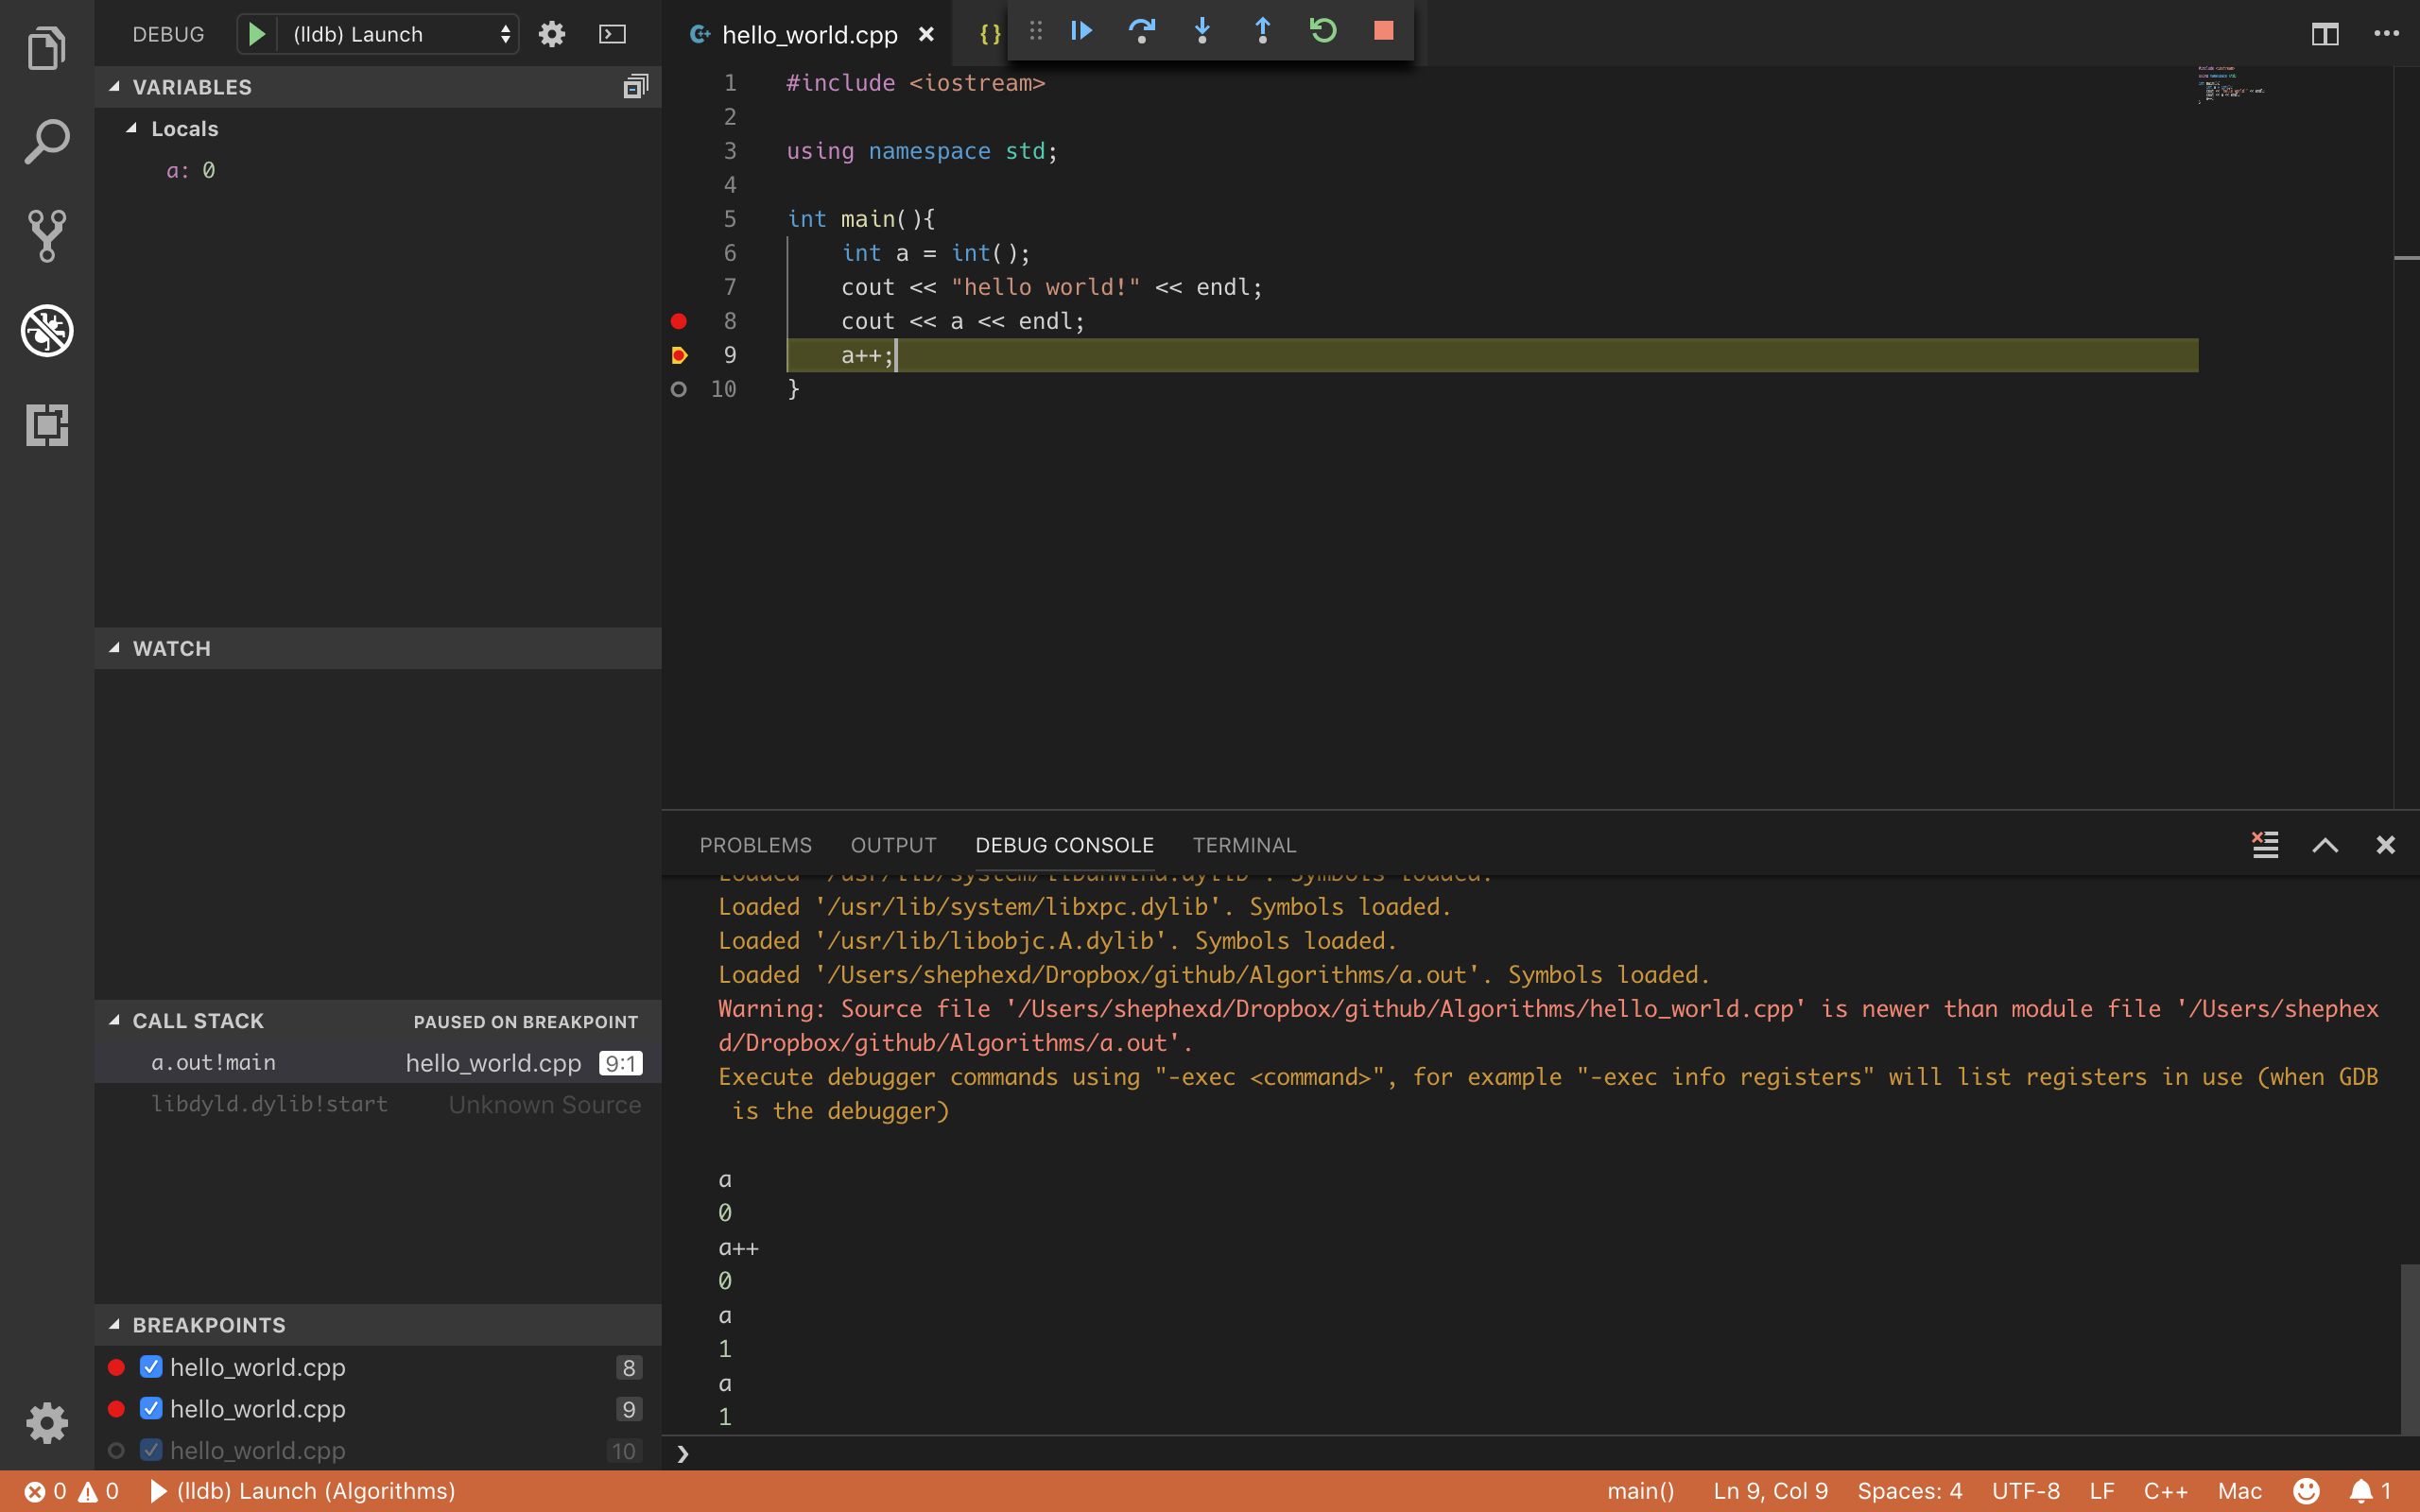 DEBUG (lldb) Launch
VARIABLES
Locals
a: 0
WATCH
CALL STACK PAUSED ON BREAKPOINT
a.out!main hello_world.cpp 9:1
libdyld.dylib!start Unknown Source
BREAKPOINTS
hello_world.cpp 8
hello_world.cpp 9
hello_world.cpp 10
hello_world.cpp {}
1 #include <iostream>
2
3 using namespace std;
4
5 int main(){
6 int a = int();
7 cout << "hello world!" << endl;
8 cout << a << endl;
9 a++;
10 }
PROBLEMS OUTPUT DEBUG CONSOLE TERMINAL
Loaded '/usr/lib/system/libunwind.dylib'. Symbols loaded.
Loaded '/usr/lib/system/libxpc.dylib'. Symbols loaded.
Loaded '/usr/lib/libobjc.A.dylib'. Symbols loaded.
Loaded '/Users/shephexd/Dropbox/github/Algorithms/a.out'. Symbols loaded.
Warning: Source file '/Users/shephexd/Dropbox/github/Algorithms/hello_world.cpp' is newer than module file '/Users/shephex
d/Dropbox/github/Algorithms/a.out'.
Execute debugger commands using "-exec <command>", for example "-exec info registers" will list registers in use (when GDB
is the debugger)
a
0
a++
0
a
1
a
1
0 0 (lldb) Launch (Algorithms) main() Ln 9, Col 9 Spaces: 4 UTF-8 LF C++ Mac 1